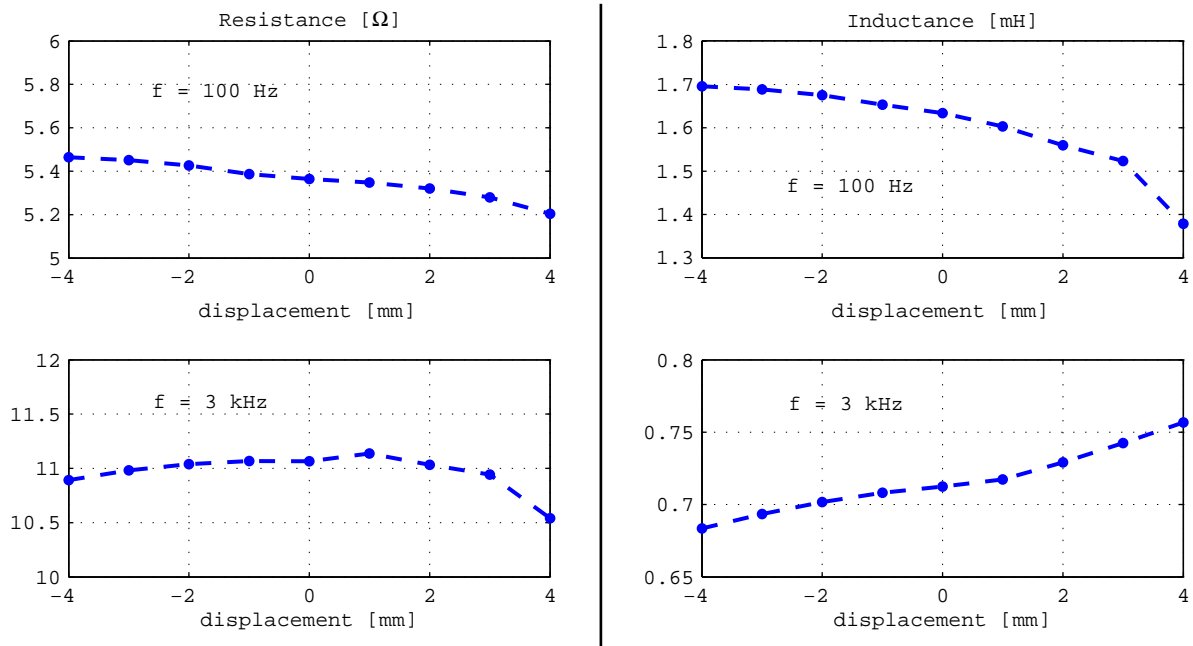 Resistance [Ω]
6
5.8
5.6
5.4
5.2
5
f = 100 Hz
−4 −2 0 2 4
displacement [mm]
12
11.5
11
10.5
10
f = 3 kHz
−4 −2 0 2 4
displacement [mm]
Inductance [mH]
1.8
1.7
1.6
1.5
1.4
1.3
f = 100 Hz
−4 −2 0 2 4
displacement [mm]
0.8
0.75
0.7
0.65
f = 3 kHz
−4 −2 0 2 4
displacement [mm]